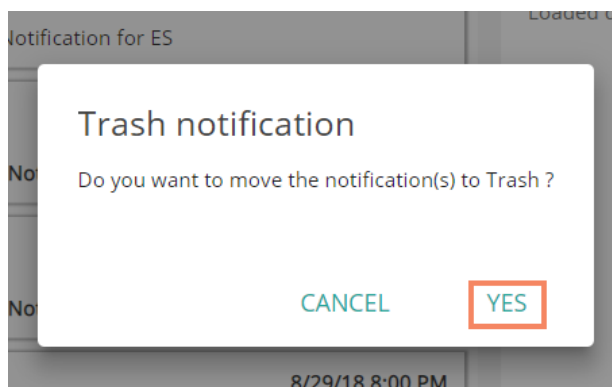 Loaded
Notification for ES
Trash notification
Do you want to move the notification(s) to Trash ?
CANCEL YES
8/29/18 8:00 PM